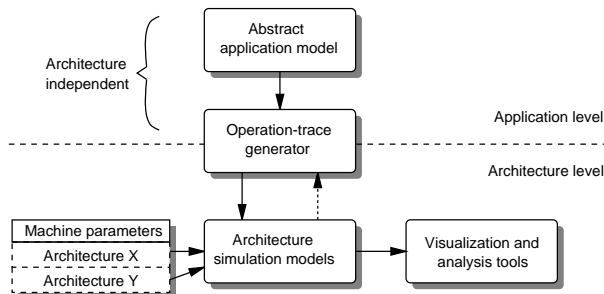 Abstract
application model
Architecture
independent
Operation-trace
generator
Application level
Architecture level
Machine parameters
Architecture X
Architecture Y
Architecture
simulation models
Visualization and
analysis tools